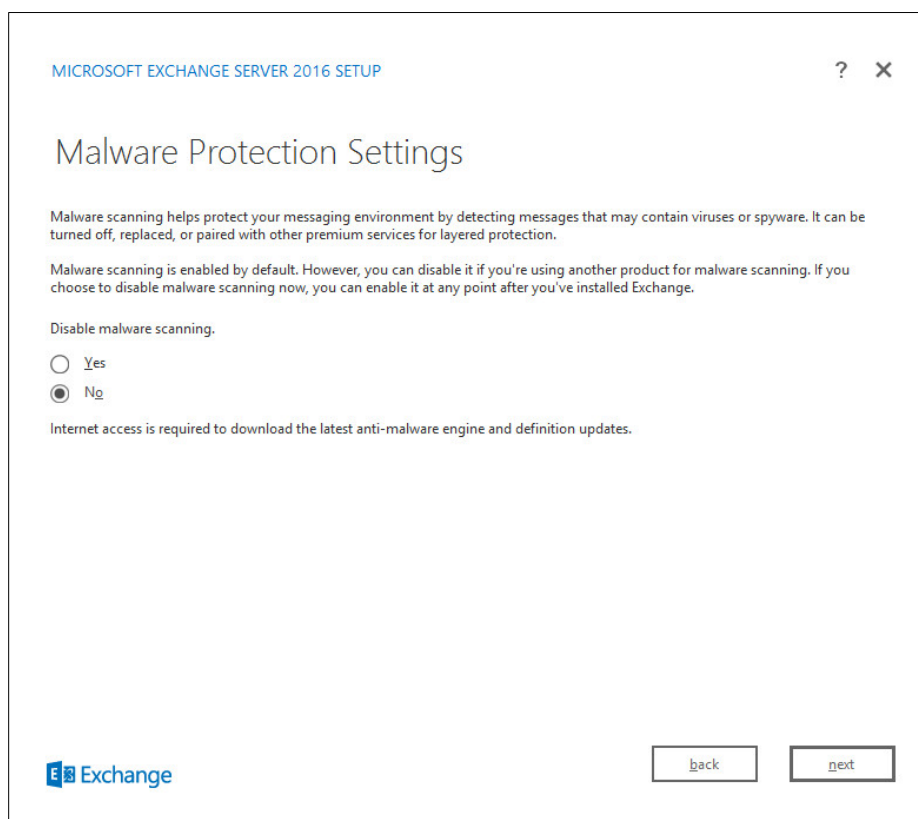 MICROSOFT EXCHANGE SERVER 2016 SETUP
?
Malware Protection Settings
Malware scanning helps protect your messaging environment by detecting messages that may contain viruses or spyware. It can be
turned off, replaced, or paired with other premium services for layered protection.
Malware scanning is enabled by default. However, you can disable it if you're using another product for malware scanning. If you
choose to disable malware scanning now, you can enable it at any point after you've installed Exchange.
Disable malware scanning.
Yes
No
Internet access is required to download the latest anti-malware engine and definition updates.
E Exchange
back
next